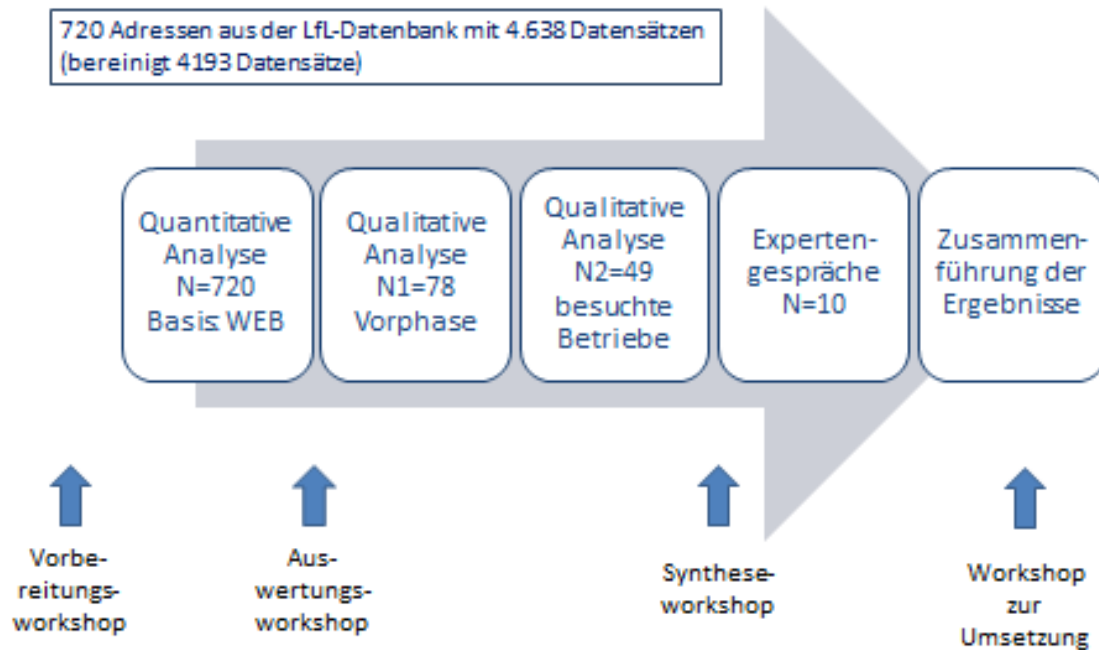 720 Adressen aus der LfL-Datenbank mit 4.638 Datensätzen
(bereinigt 4193 Datensätze)
Quantitative
Analyse
N=720
Basis: WEB
Qualitative
Analyse
N1=78
Vorphase
Qualitative
Analyse
N2=49
besuchte
Betriebe
Experten-
gespräche
N=10
Zusammen-
führung der
Ergebnisse
Vorbe-
reitungs-
workshop
Aus-
wertungs-
workshop
Synthese-
workshop
Workshop
zur
Umsetzung